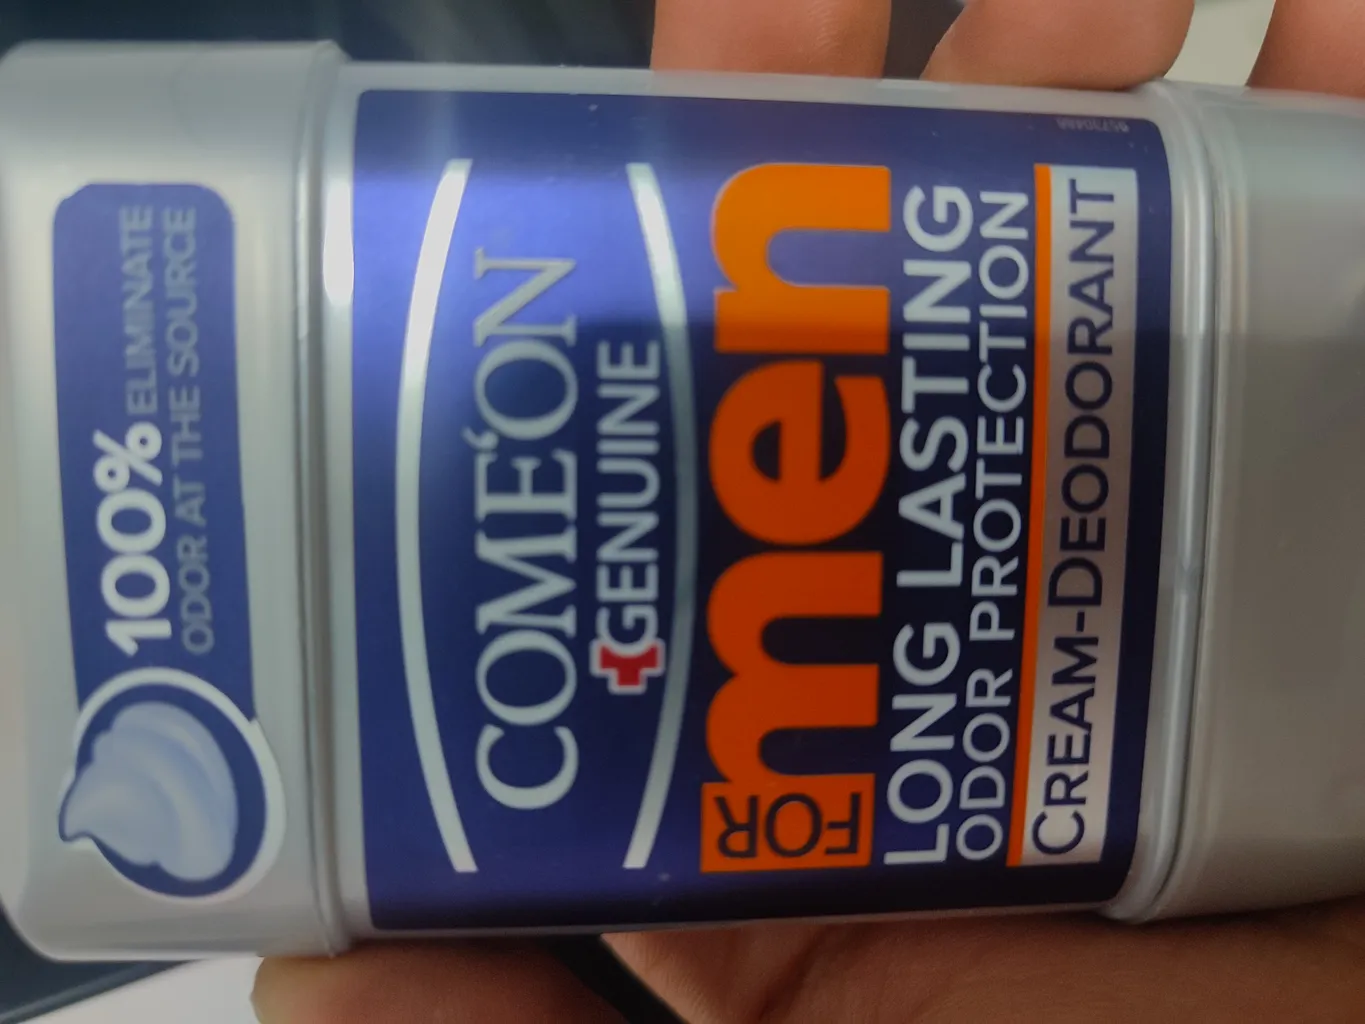 100% ELIMINATE
ODOR AT THE SOURCE
COME'ON
GENUINE
FOR men
LONG LASTING
ODOR PROTECTION
CREAM-DEODORANT